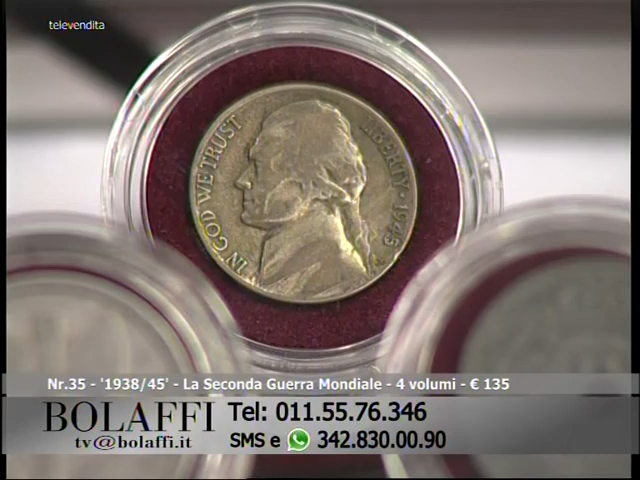 televendita
IN GOD WE TRUST
LIBERTY 1945
Nr.35 - '1938/45' - La Seconda Guerra Mondiale - 4 volumi - € 135
BOLAFFI
tv@bolaffi.it
Tel: 011.55.76.346
SMS e 342.830.00.90